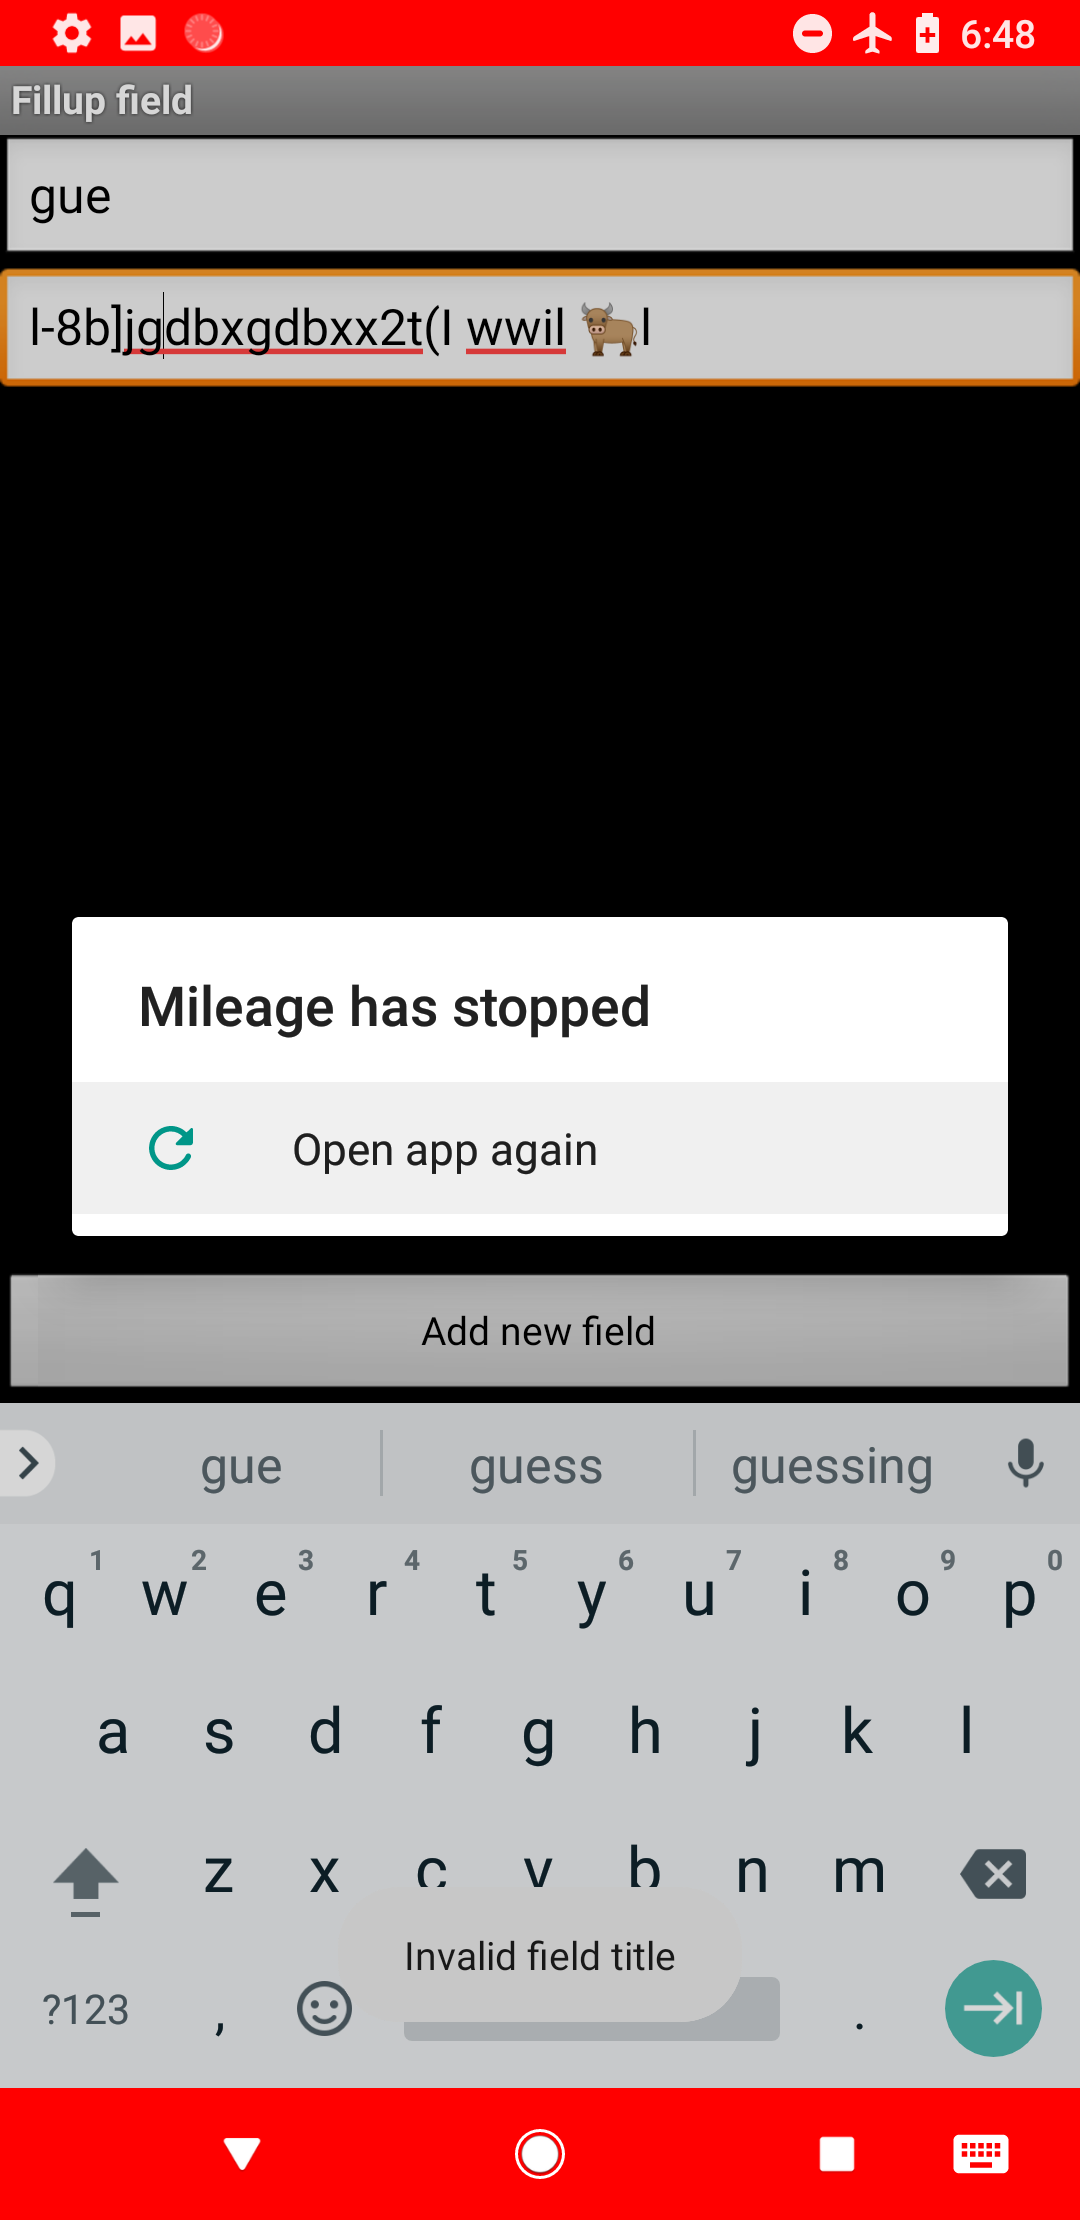 6:48
Fillup field
gue
l-8b]jgdbxgdbxx2t(I wwil 🐂.l
Mileage has stopped
Open app again
Add new field
gue guess guessing
1 2 3 4 5 6 7 8 9 0
q w e r t y u i o p
a s d f g h j k l
z x c v b n m
Invalid field title
?123 , .